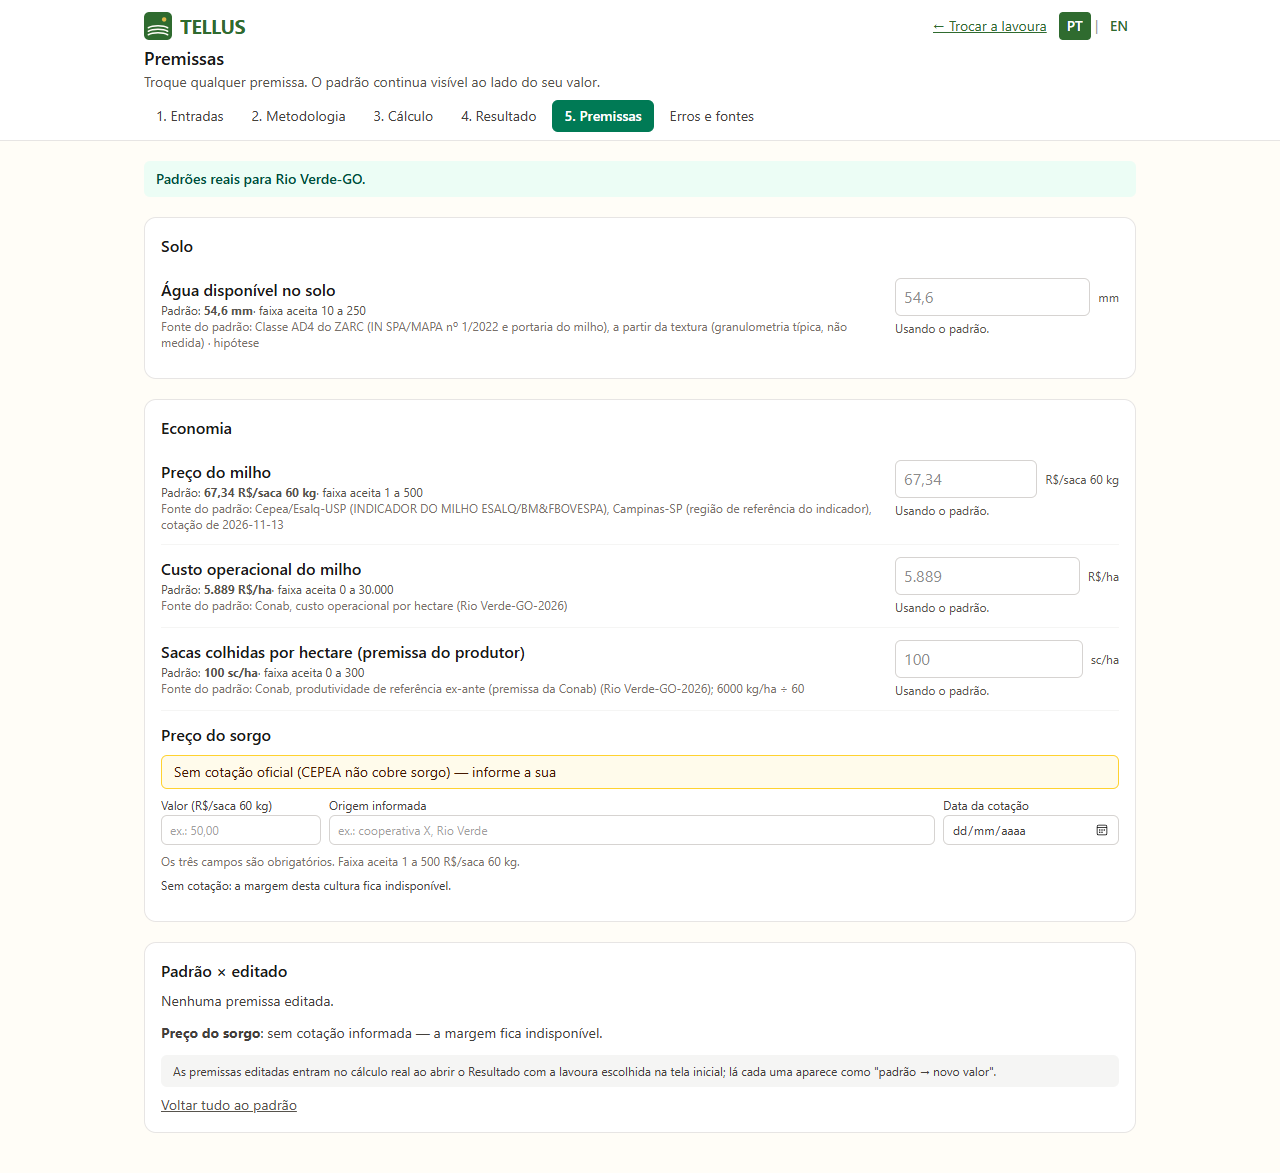 TELLUS
← Trocar a lavoura
PT | EN
Premissas
Troque qualquer premissa. O padrão continua visível ao lado do seu valor.
1. Entradas
2. Metodologia
3. Cálculo
4. Resultado
5. Premissas
Erros e fontes
Padrões reais para Rio Verde-GO.
Solo
Água disponível no solo
Padrão: 54,6 mm· faixa aceita 10 a 250
Fonte do padrão: Classe AD4 do ZARC (IN SPA/MAPA nº 1/2022 e portaria do milho), a partir da textura (granulometria típica, não
medida) · hipótese
54,6
mm
Usando o padrão.
Economia
Preço do milho
Padrão: 67,34 R$/saca 60 kg· faixa aceita 1 a 500
Fonte do padrão: Cepea/Esalq-USP (INDICADOR DO MILHO ESALQ/BM&FBOVESPA), Campinas-SP (região de referência do indicador),
cotação de 2026-11-13
67,34
R$/saca 60 kg
Usando o padrão.
Custo operacional do milho
Padrão: 5.889 R$/ha· faixa aceita 0 a 30.000
Fonte do padrão: Conab, custo operacional por hectare (Rio Verde-GO-2026)
5.889
R$/ha
Usando o padrão.
Sacas colhidas por hectare (premissa do produtor)
Padrão: 100 sc/ha· faixa aceita 0 a 300
Fonte do padrão: Conab, produtividade de referência ex-ante (premissa da Conab) (Rio Verde-GO-2026); 6000 kg/ha ÷ 60
100
sc/ha
Usando o padrão.
Preço do sorgo
Sem cotação oficial (CEPEA não cobre sorgo) — informe a sua
Valor (R$/saca 60 kg)
ex.: 50,00
Origem informada
ex.: cooperativa X, Rio Verde
Data da cotação
dd/mm/aaaa
Os três campos são obrigatórios. Faixa aceita 1 a 500 R$/saca 60 kg.
Sem cotação: a margem desta cultura fica indisponível.
Padrão × editado
Nenhuma premissa editada.
Preço do sorgo: sem cotação informada — a margem fica indisponível.
As premissas editadas entram no cálculo real ao abrir o Resultado com a lavoura escolhida na tela inicial; lá cada uma aparece como "padrão → novo valor".
Voltar tudo ao padrão